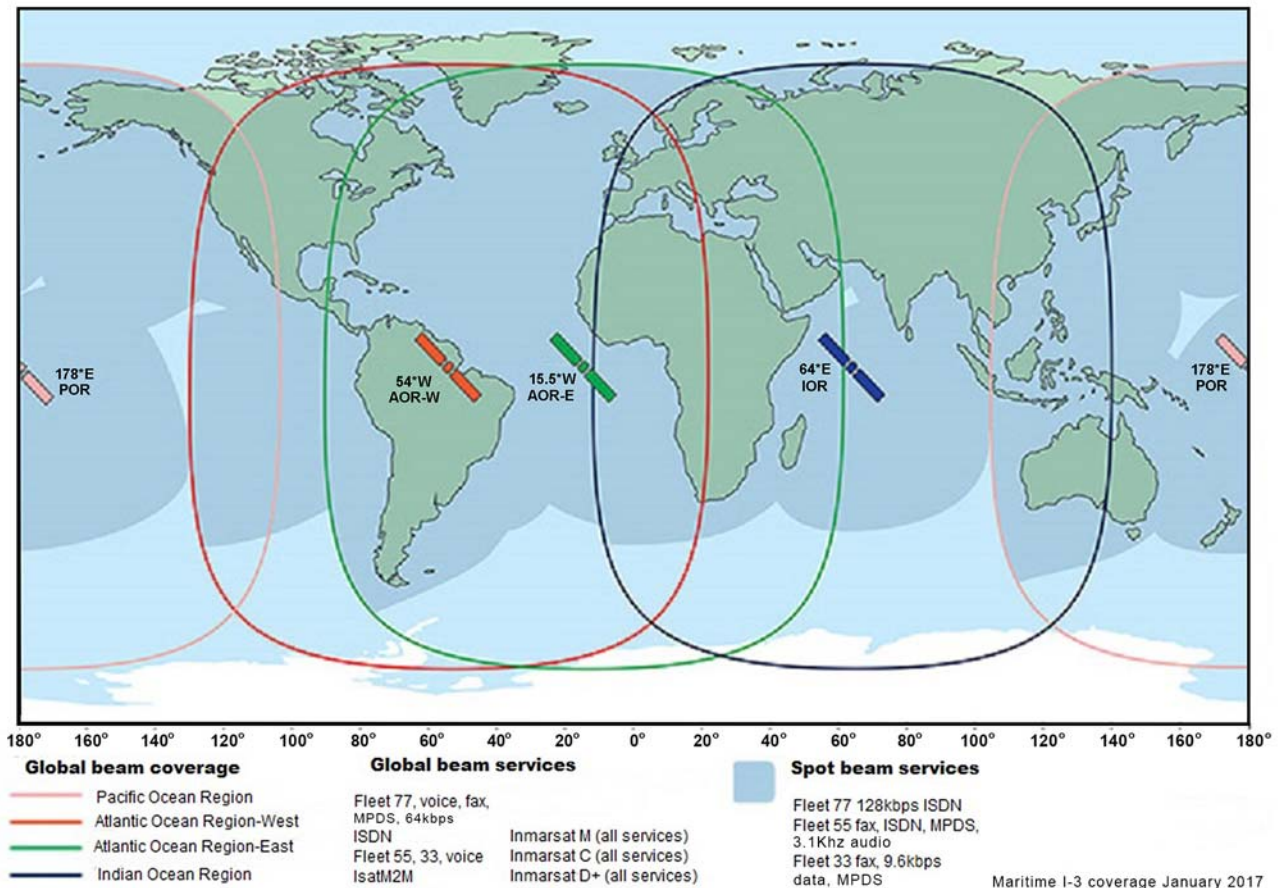 178*E
POR
54*W
AOR-W
15.5*W
AOR-E
64*E
IOR
178*E
POR
180° 160° 140° 120° 100° 80° 60° 40° 20° 0° 20° 40° 60° 80° 100° 120° 140° 160° 180°
Global beam coverage
Pacific Ocean Region
Atlantic Ocean Region-West
Atlantic Ocean Region-East
Indian Ocean Region
Global beam services
Fleet 77, voice, fax,
MPDS, 64kbps
ISDN
Fleet 55, 33, voice
IsatM2M
Inmarsat M (all services)
Inmarsat C (all services)
Inmarsat D+ (all services)
Spot beam services
Fleet 77 128kbps ISDN
Fleet 55 fax, ISDN, MPDS,
3.1Khz audio
Fleet 33 fax, 9.6kbps
data, MPDS
Maritime I-3 coverage January 2017